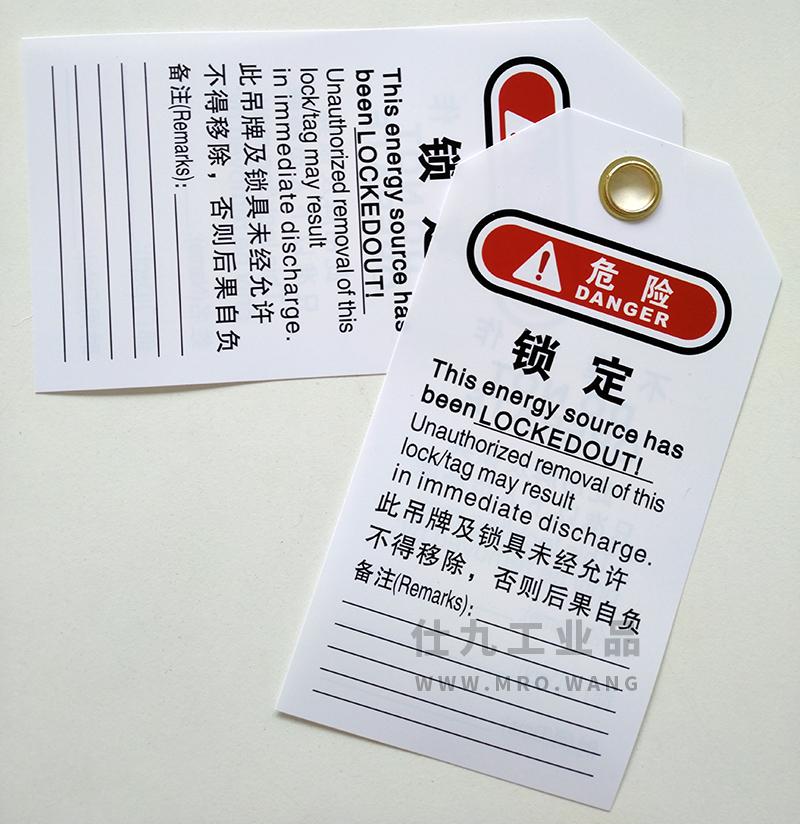 危险
DANGER
锁定
This energy source has
been LOCKEDOUT!
Unauthorized removal of this
lock/tag may result
in immediate discharge.
此吊牌及锁具未经允许
不得移除，否则后果自负
备注(Remarks):
仕九工业品
WWW.MRO.WANG
锁
This energy source has
been LOCKEDOUT!
Unauthorized removal of this
lock/tag may result
in immediate discharge.
此吊牌及锁具未经允许
不得移除，否则后果自负
备注(Remarks):